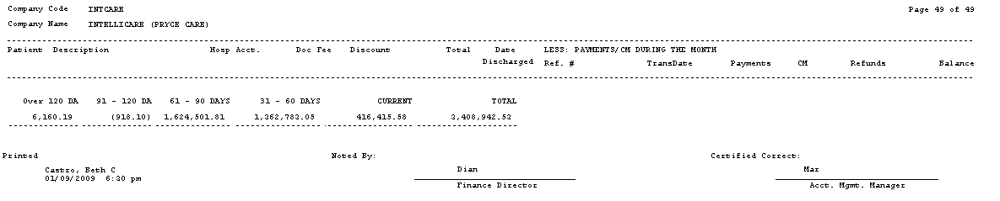 Company Code INTCARE Page 49 of 49
Company Name INTELLICARE (PRYCE CARE)
Patient Description Hosp Acct. Doc Fee Discount Total Date LESS: PAYMENTS/CM DURING THE MONTH
Discharged Ref. # TransDate Payments CM Refunds Balance
Over 120 DA 91 - 120 DA 61 - 90 DAYS 31 - 60 DAYS CURRENT TOTAL
6,160.19 (918.10) 1,624,501.81 1,362,783.05 416,415.58 3,408,942.53
Printed Noted By: Certified Correct:
Castro, Beth C Dian Mar
01/09/2009 6:30 pm
Finance Director Acct. Mgmt. Manager